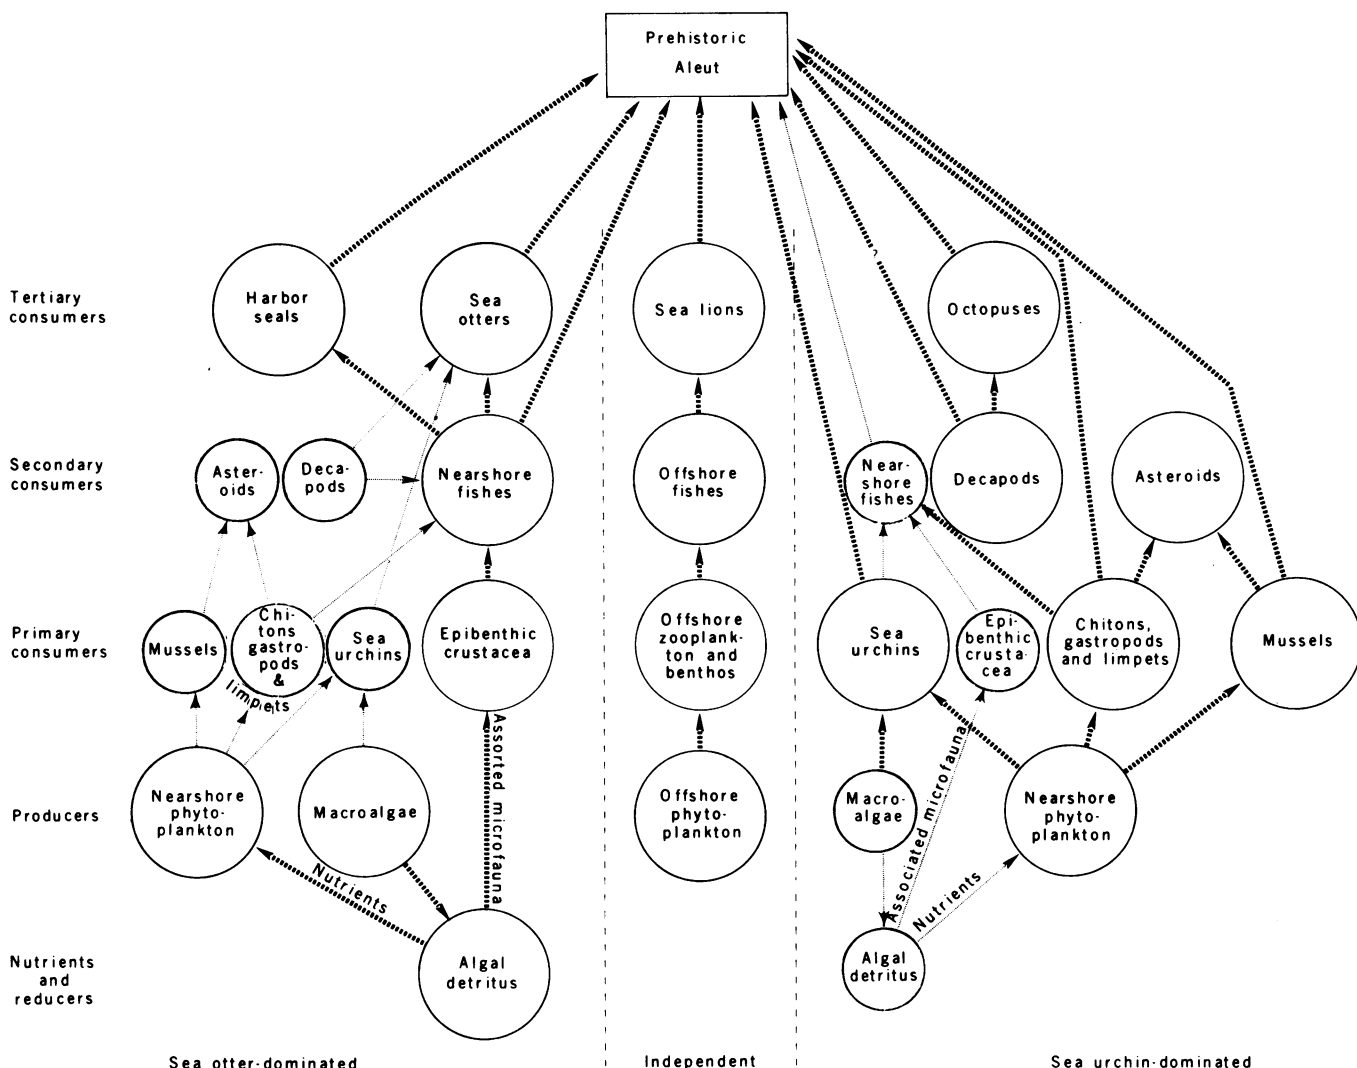 Prehistoric
Aleut
Tertiary
consumers
Harbor
seals
Sea
otters
Sea lions
Octopuses
Secondary
consumers
Aster-
oids
Deca-
pods
Nearshore
fishes
Offshore
fishes
Near-
shore
fishes
Decapods
Asteroids
Primary
consumers
Mussels
Chi-
tons
gastro-
pods
&
limpets
Sea
urchins
Epibenthic
crustacea
Offshore
zooplank-
ton and
benthos
Sea
urchins
Epi-
benthic
crusta-
cea
Chitons,
gastropods
and limpets
Mussels
Assorted microfauna
Associated microfauna
Producers
Nearshore
phyto-
plankton
Macroalgae
Offshore
phyto-
plankton
Macro-
algae
Nearshore
phyto-
plankton
Nutrients
Nutrients
Nutrients
and
reducers
Algal
detritus
Algal
detritus
Sea otter-dominated
Independent
Sea urchin-dominated